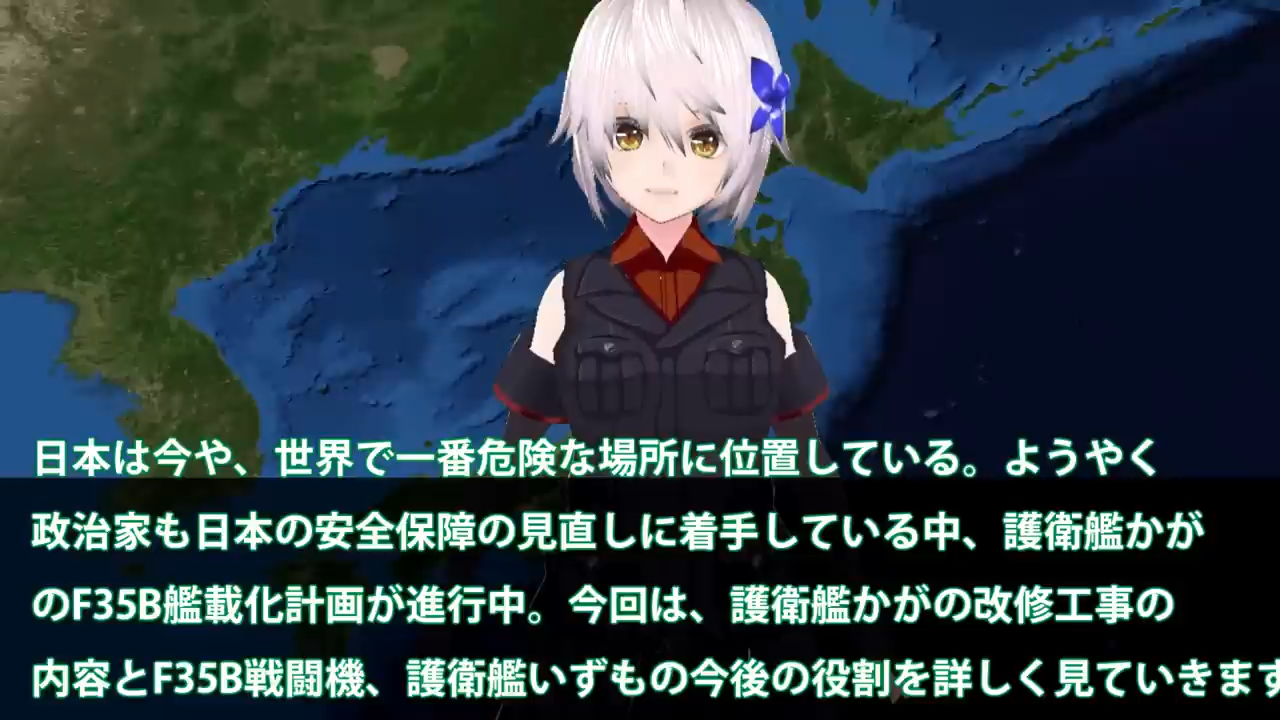 日本は今や、世界で一番危険な場所に位置している。ようやく
政治家も日本の安全保障の見直しに着手している中、護衛艦かが
のF35B艦載化計画が進行中。今回は、護衛艦かがの改修工事の
内容とF35B戦闘機、護衛艦いずもの今後の役割を詳しく見ていきます